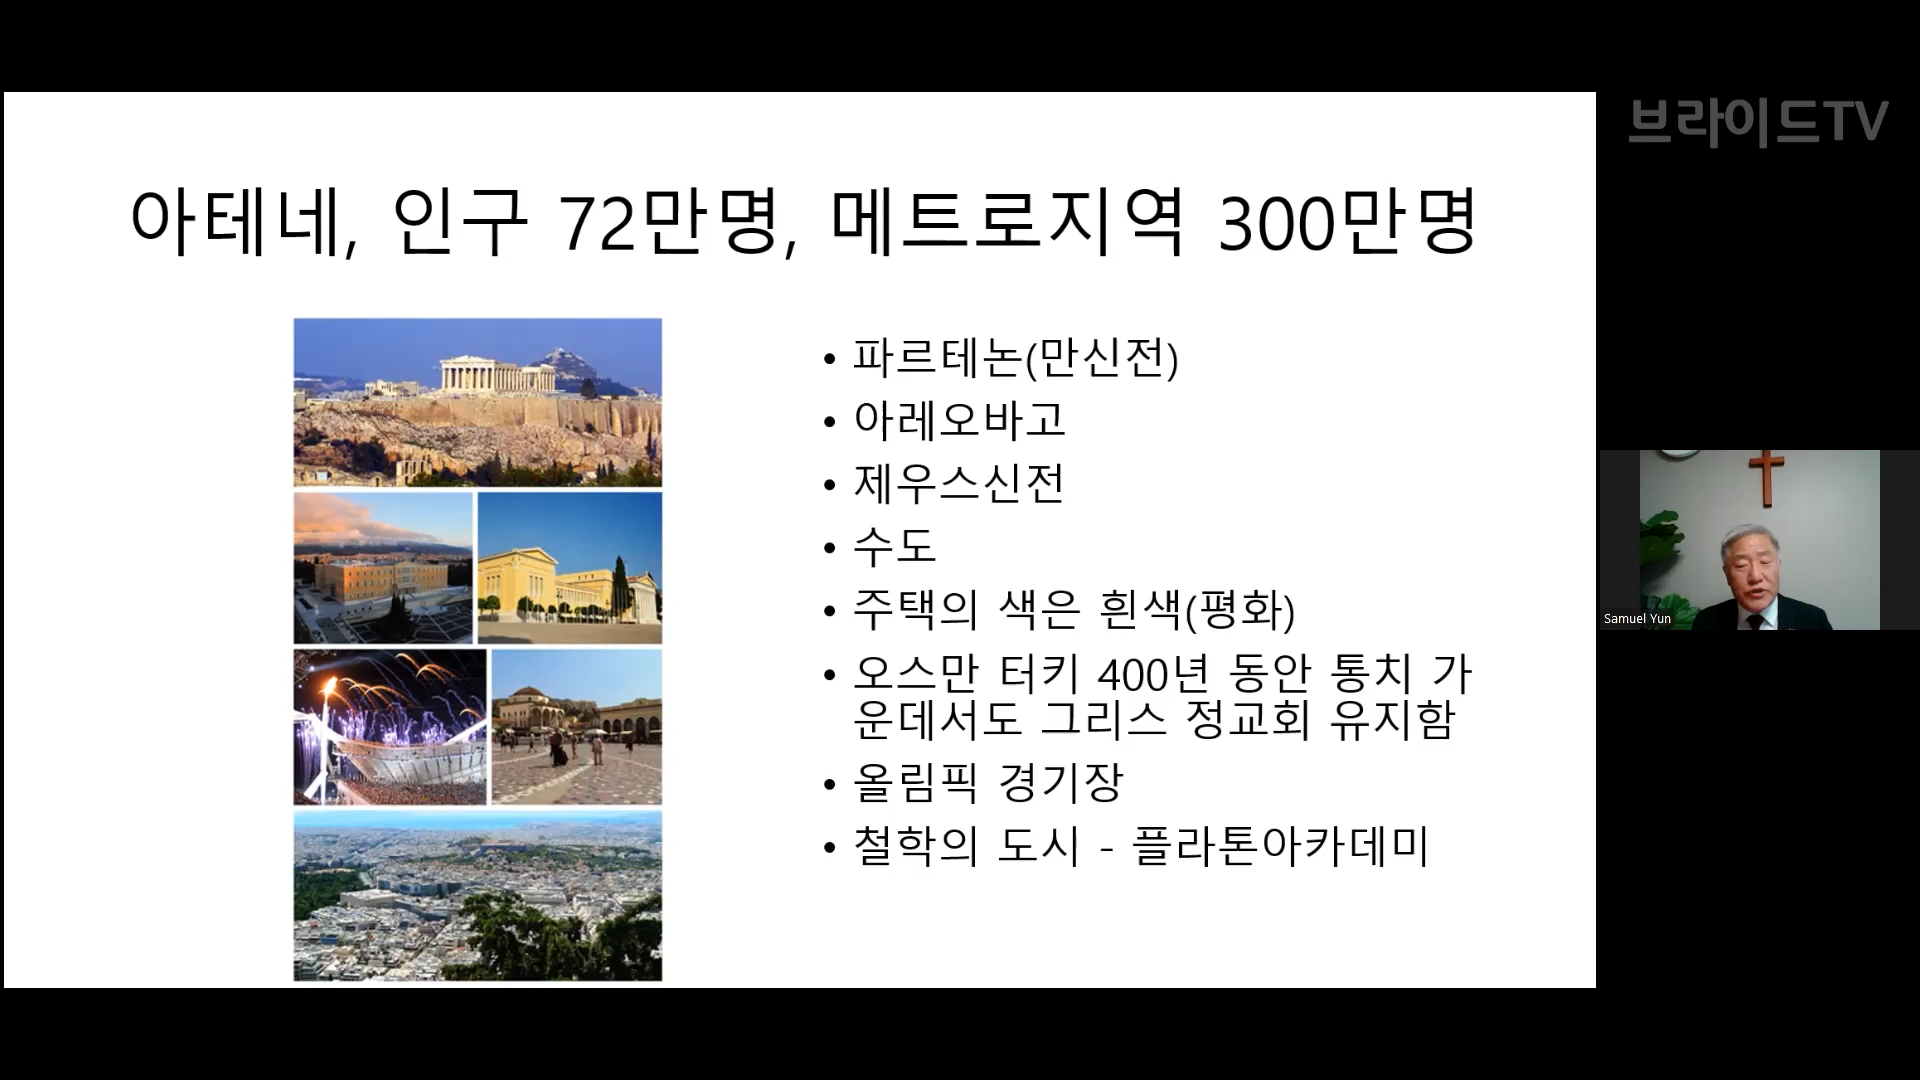 브라이드TV
아테네, 인구 72만명, 메트로지역 300만명
• 파르테논(만신전)
• 아레오바고
• 제우스신전
• 수도
• 주택의 색은 흰색(평화)
• 오스만 터키 400년 동안 통치 가
운데서도 그리스 정교회 유지함
• 올림픽 경기장
• 철학의 도시 - 플라톤아카데미
Samuel Yun